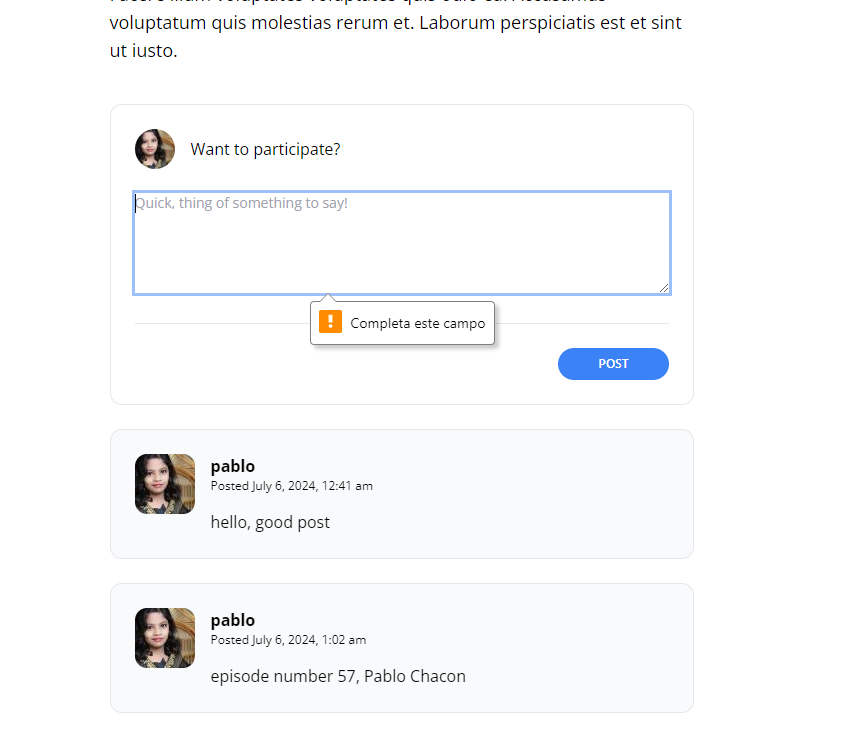 voluptatum quis molestias rerum et. Laborum perspiciatis est et sint
ut iusto.
Want to participate?
Quick, thing of something to say!
Completa este campo
POST
pablo
Posted July 6, 2024, 12:41 am
hello, good post
pablo
Posted July 6, 2024, 1:02 am
episode number 57, Pablo Chacon